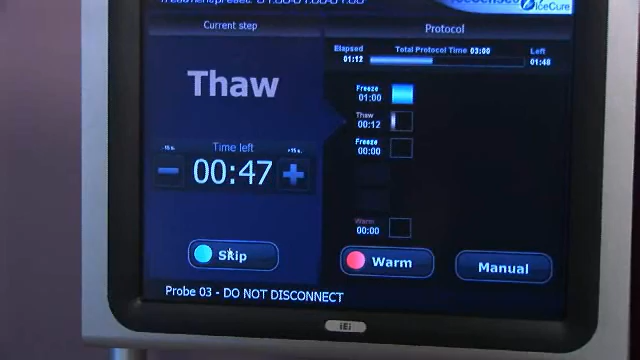 IceCure
Current step
Protocol
Elapsed
Total Protocol Time 03:00
Left
01:12
01:48
Thaw
Freeze
01:00
Thaw
00:12
Freeze
00:00
Time left
-15 s.
+15 s.
00:47
Warm
00:00
Skip
Warm
Manual
Probe 03 - DO NOT DISCONNECT
iEi